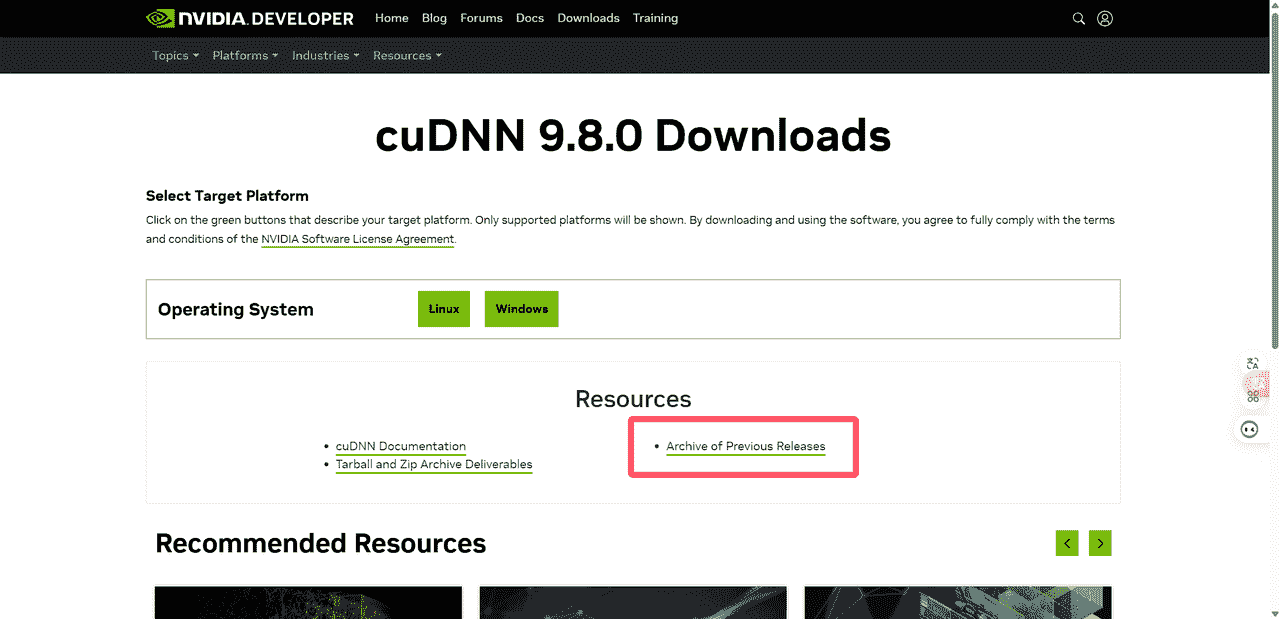 NVIDIA. DEVELOPER Home Blog Forums Docs Downloads Training
Topics Platforms Industries Resources
cuDNN 9.8.0 Downloads
Select Target Platform
Click on the green buttons that describe your target platform. Only supported platforms will be shown. By downloading and using the software, you agree to fully comply with the terms
and conditions of the NVIDIA Software License Agreement.
Operating System Linux Windows
Resources
• cuDNN Documentation
• Tarball and Zip Archive Deliverables
• Archive of Previous Releases
Recommended Resources